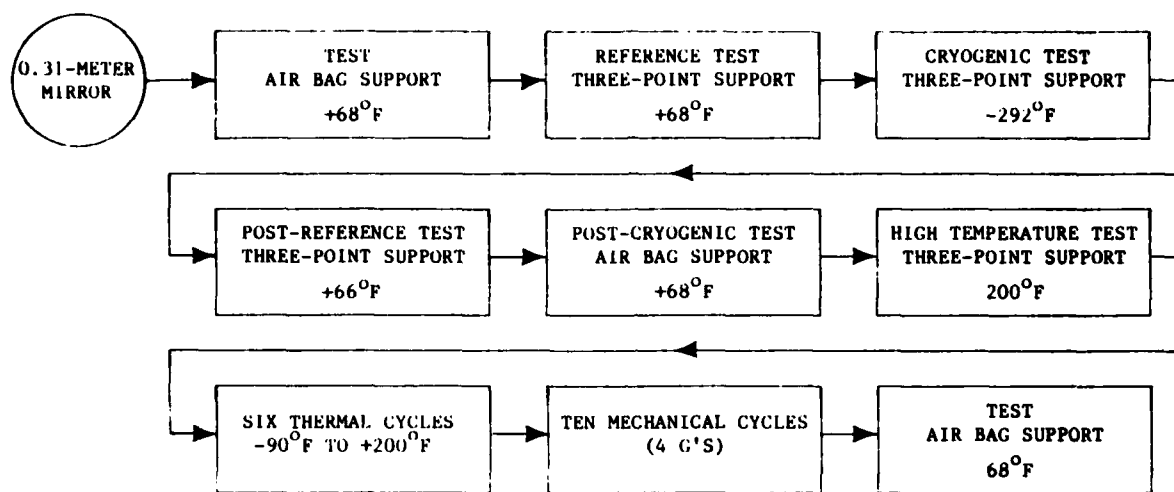 0.31-METER
MIRROR
TEST
AIR BAG SUPPORT
+68°F
REFERENCE TEST
THREE-POINT SUPPORT
+68°F
CRYOGENIC TEST
THREE-POINT SUPPORT
-292°F
POST-REFERENCE TEST
THREE-POINT SUPPORT
+66°F
POST-CRYOGENIC TEST
AIR BAG SUPPORT
+68°F
HIGH TEMPERATURE TEST
THREE-POINT SUPPORT
200°F
SIX THERMAL CYCLES
-90°F TO +200°F
TEN MECHANICAL CYCLES
(4 G'S)
TEST
AIR BAG SUPPORT
68°F